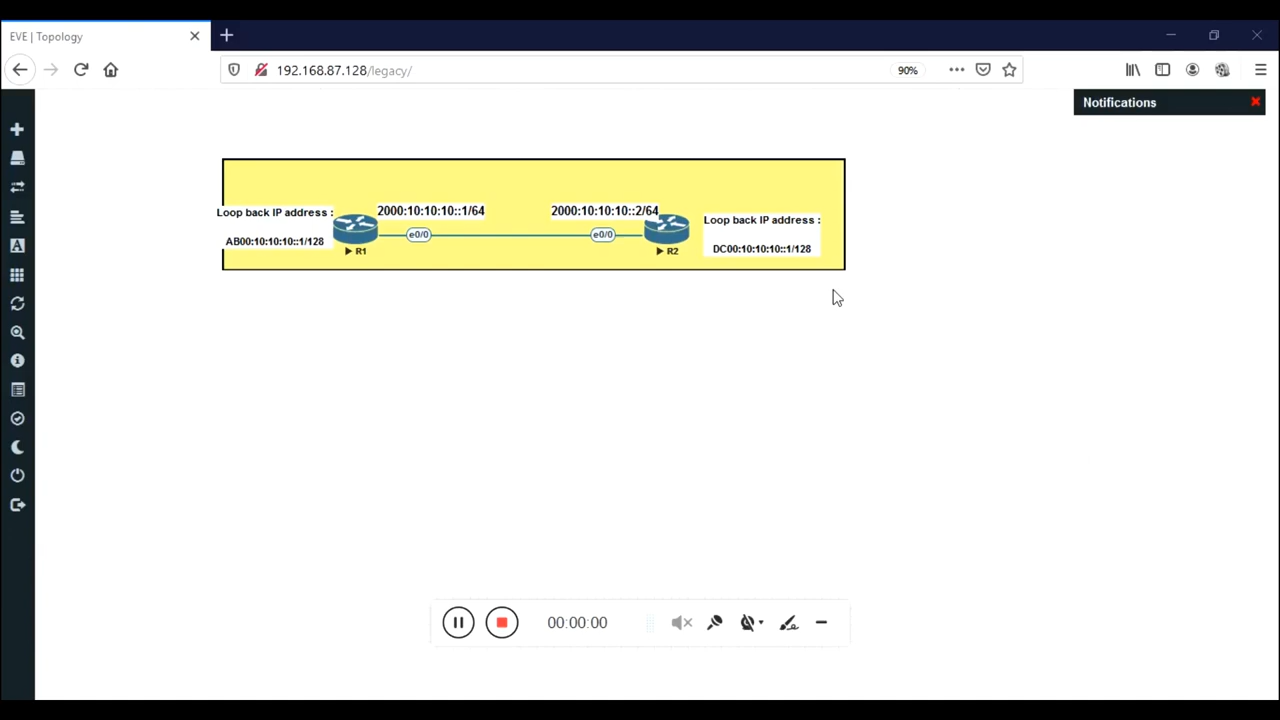 EVE | Topology
192.168.87.128/legacy/
90%
Notifications
Loop back IP address :
AB00:10:10:10::1/128
2000:10:10:10::1/64
2000:10:10:10::2/64
Loop back IP address :
DC00:10:10:10::1/128
e0/0
e0/0
R1
R2
00:00:00